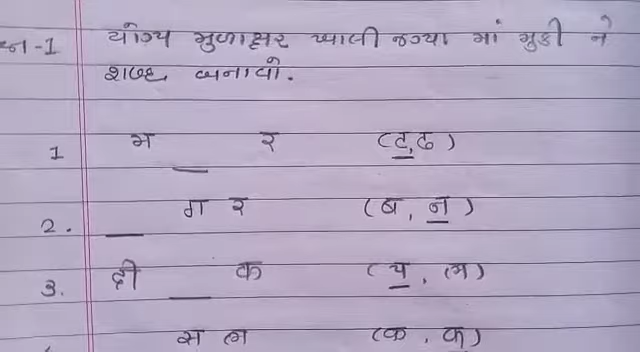 ન-1 યોગ્ય મુળાક્ષર ખાલી જગ્યા માં મુકી ને
શબ્દ બનાવો.
1 મ __ ર (ટ, ઢ)
2. __ ગ ર (બ, ન)
3. દી __ ક (પ, લ)
સ લ (ક, ફ)